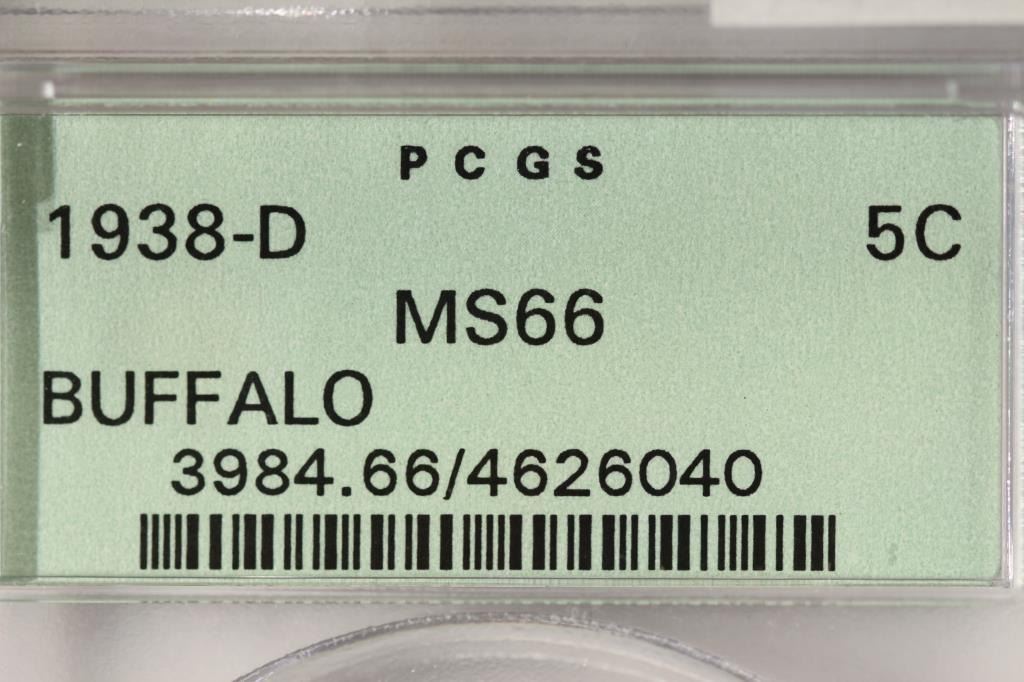 PCGS
1938-D 5C
MS66
BUFFALO
3984.66/4626040